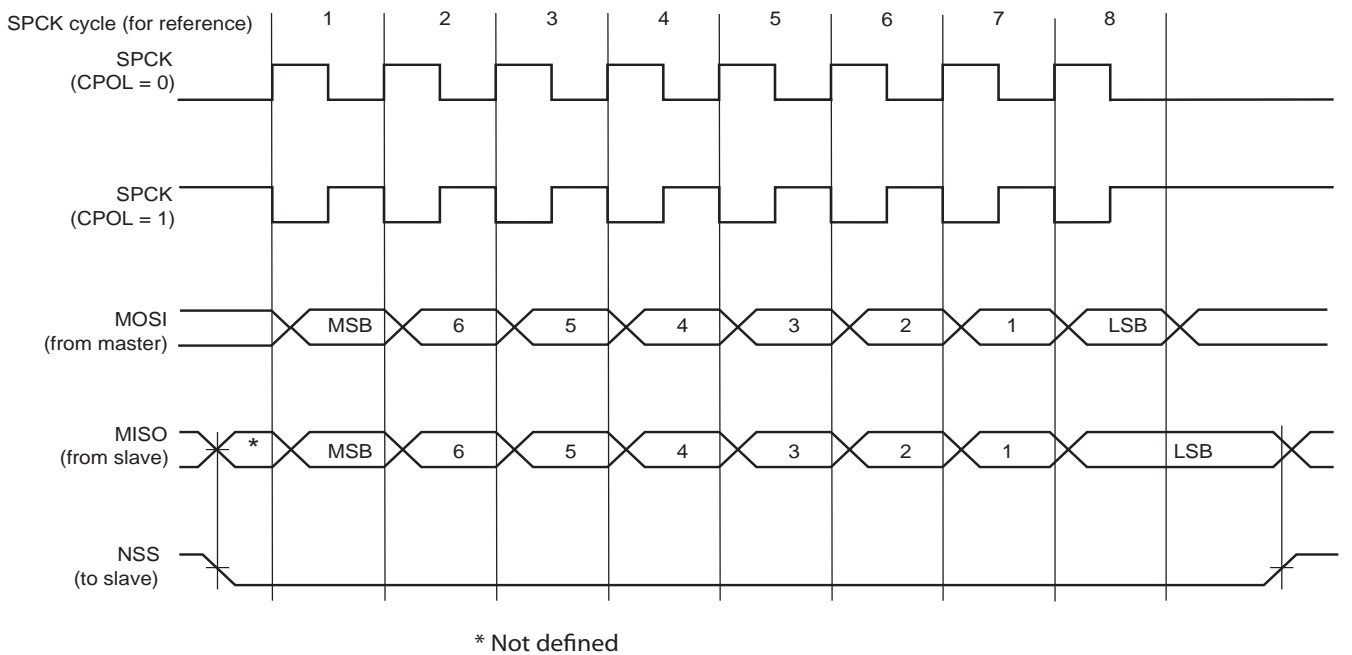 SPCK cycle (for reference)
1 2 3 4 5 6 7 8
SPCK
(CPOL = 0)
SPCK
(CPOL = 1)
MOSI
(from master)
MSB 6 5 4 3 2 1 LSB
MISO
(from slave)
* MSB 6 5 4 3 2 1 LSB
NSS
(to slave)
* Not defined